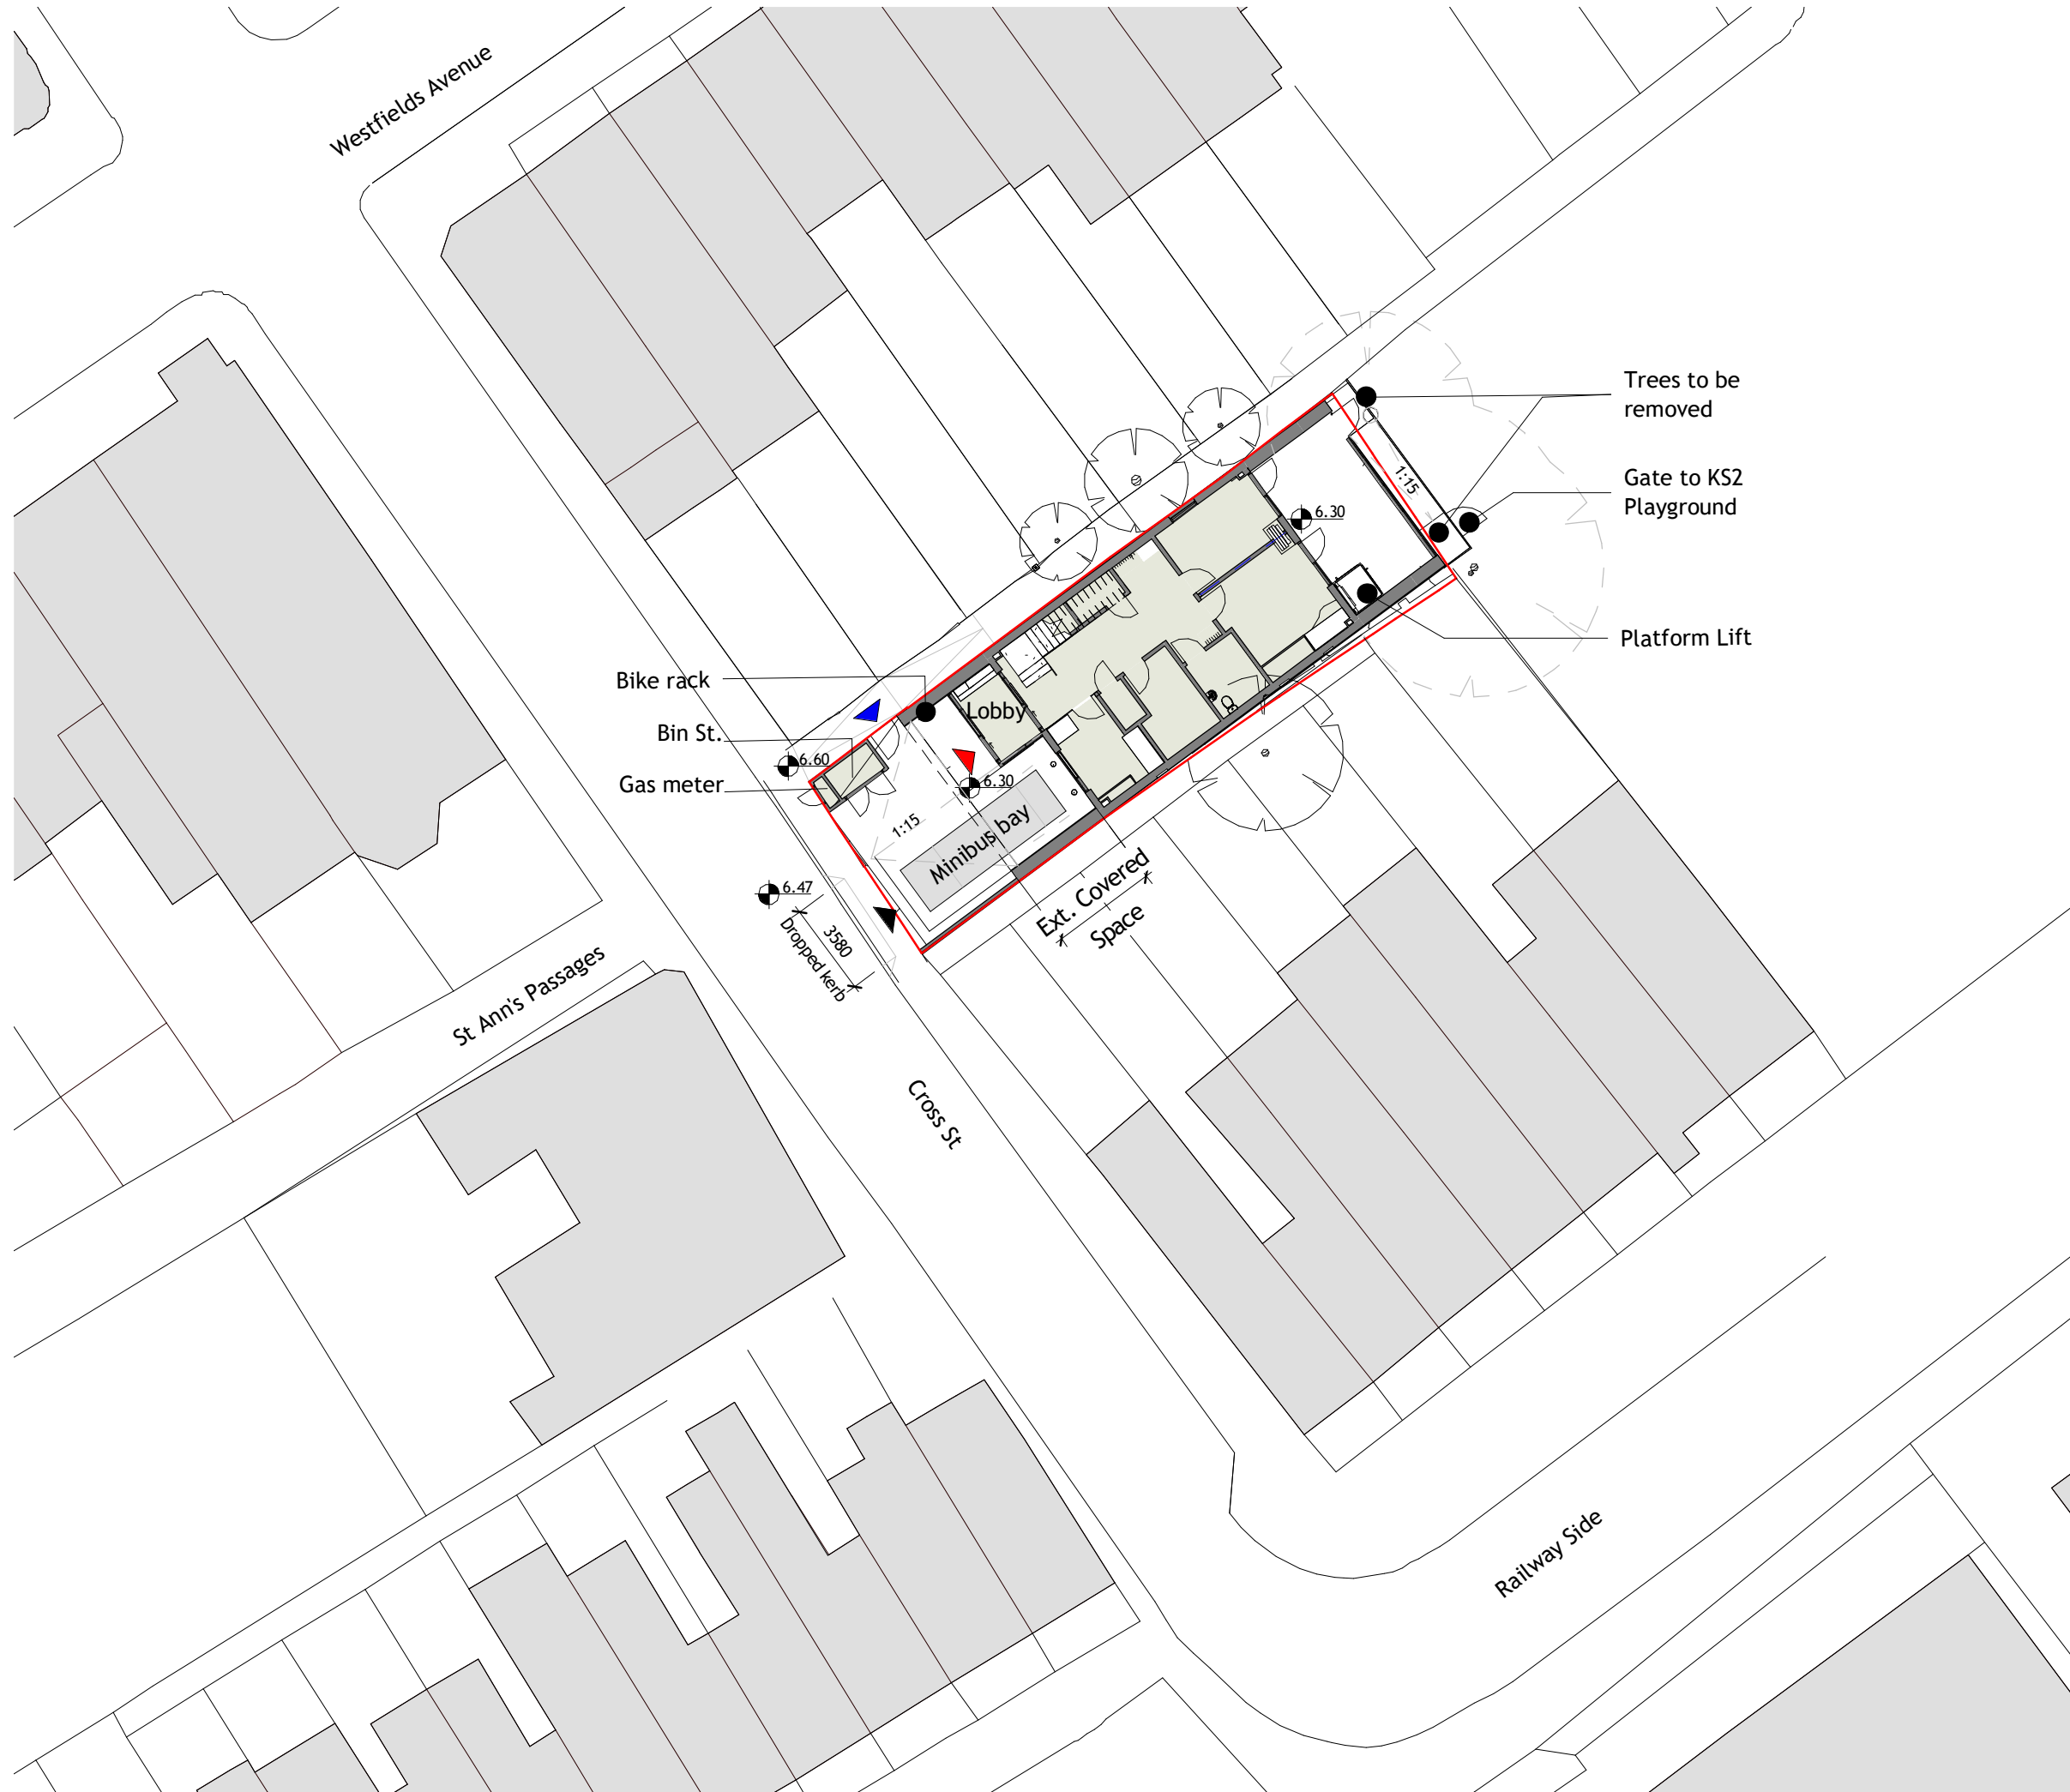 Westfields Avenue
Trees to be
removed
1:15
Gate to KS2
Playground
6.30
Platform Lift
Bike rack
Lobby
Bin St.
6.60
Gas meter
6.30
1:15
Minibus bay
Ext. Covered
Space
6.47
3580
Dropped kerb
St Ann's Passages
Cross St
Railway Side